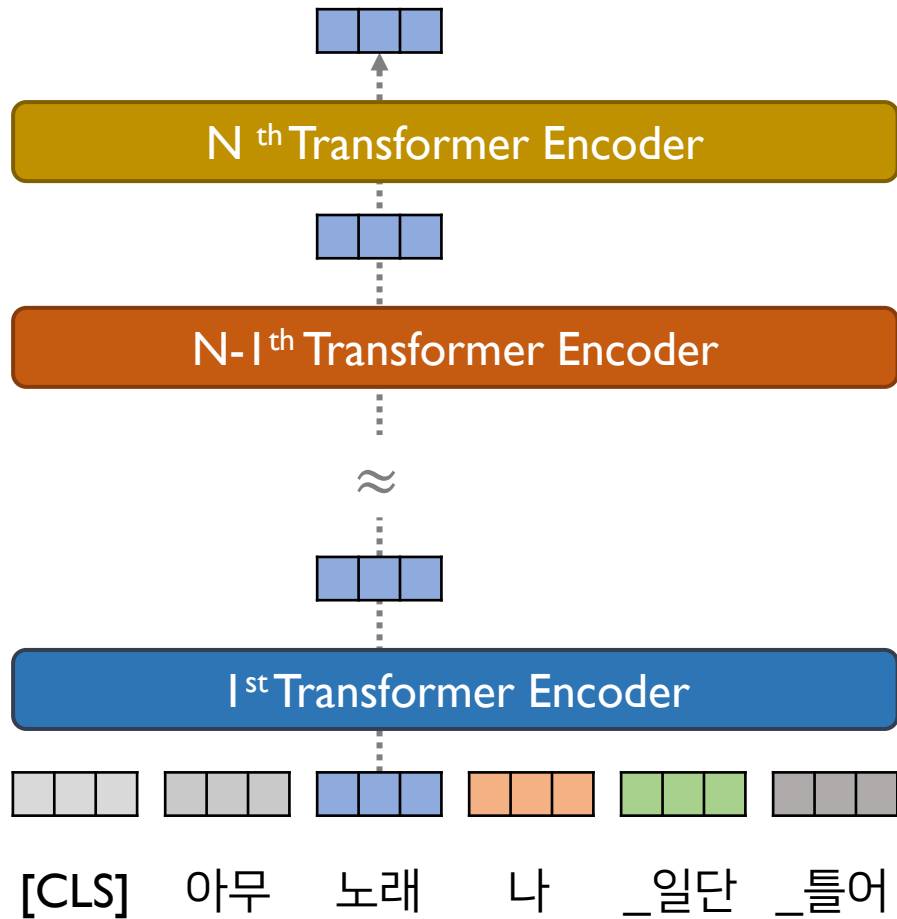 N th Transformer Encoder
N-1th Transformer Encoder
≈
1st Transformer Encoder
[CLS] 아무 노래 나 _일단 _틀어